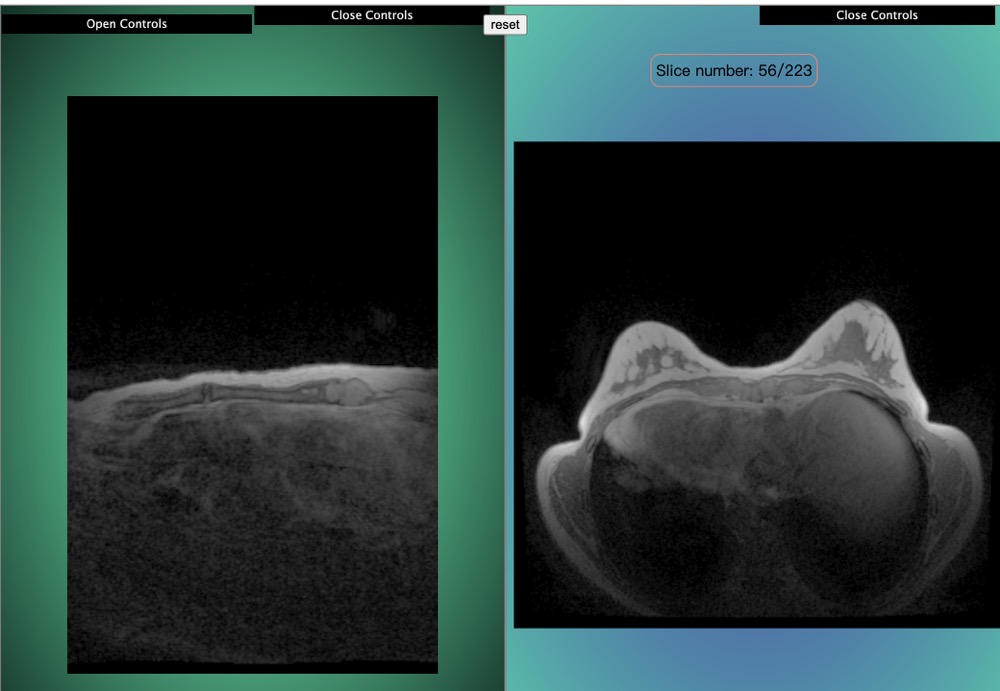 Open Controls
Close Controls
reset
Close Controls
Slice number: 56/223